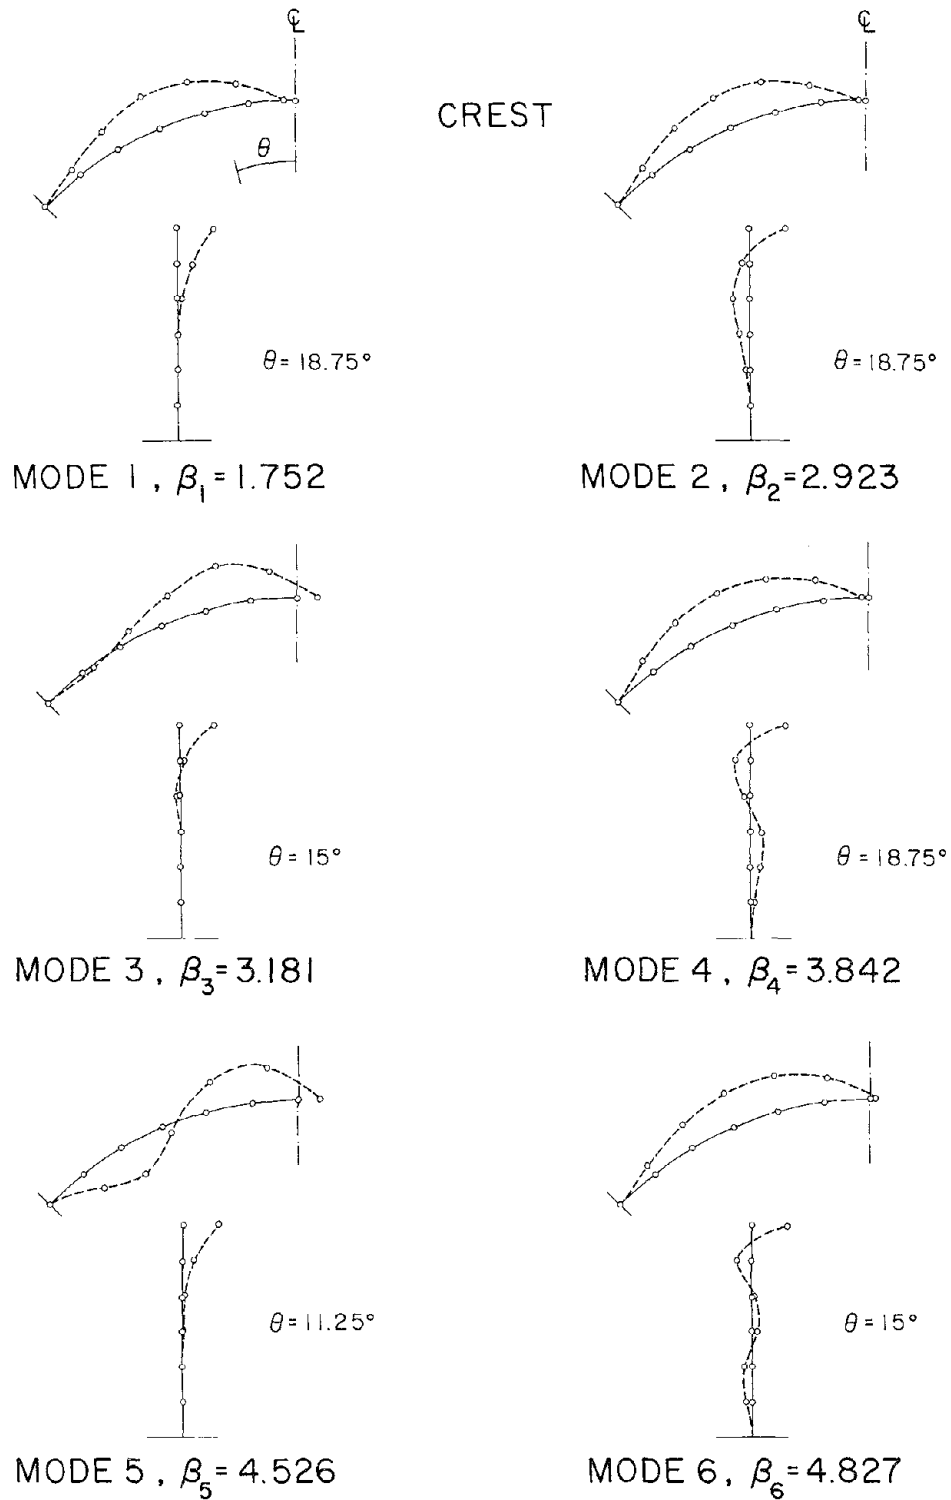 ℄ ℄
CREST
θ
θ = 18.75° θ = 18.75°
MODE 1 , β₁ = 1.752 MODE 2 , β₂ = 2.923
θ = 15° θ = 18.75°
MODE 3 , β₃ = 3.181 MODE 4 , β₄ = 3.842
θ = 11.25° θ = 15°
MODE 5 , β₅ = 4.526 MODE 6 , β₆ = 4.827